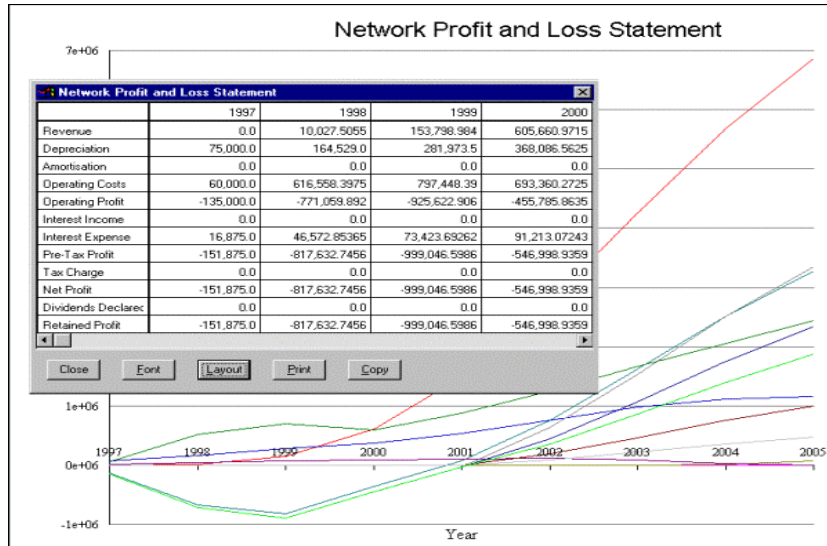 Network Profit and Loss Statement
7e+06
Network Profit and Loss Statement
1997 1998 1999 2000
Revenue 0.0 10,027.5055 153,798.984 605,660.9715
Depreciation 75,000.0 164,529.0 281,973.5 368,086.5625
Amortisation 0.0 0.0 0.0 0.0
Operating Costs 60,000.0 616,558.3975 797,448.39 693,360.2725
Operating Profit -135,000.0 -771,059.892 -925,622.906 -455,785.8635
Interest Income 0.0 0.0 0.0 0.0
Interest Expense 16,875.0 46,572.85365 73,423.69262 91,213.07243
Pre-Tax Profit -151,875.0 -817,632.7456 -999,046.5986 -546,998.9359
Tax Charge 0.0 0.0 0.0 0.0
Net Profit -151,875.0 -817,632.7456 -999,046.5986 -546,998.9359
Dividends Declarec 0.0 0.0 0.0 0.0
Retained Profit -151,875.0 -817,632.7456 -999,046.5986 -546,998.9359
Close Font Layout Print Copy
1e+06
1997 1998 1999 2000 2001 2002 2003 2004 2005
0e+06
-1e+06
Year